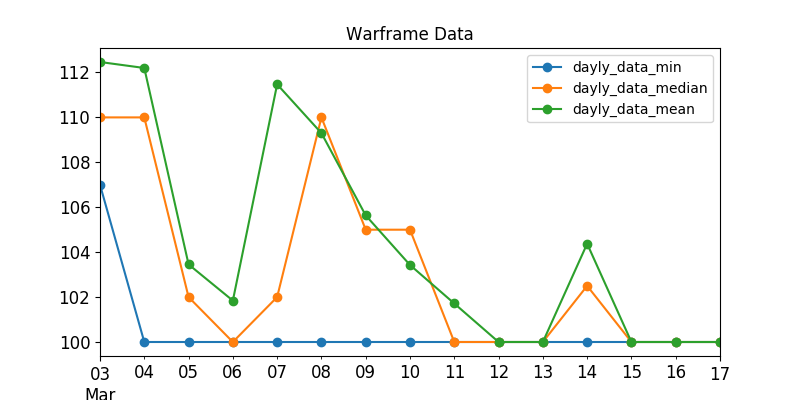 Warframe Data
dayly_data_min
dayly_data_median
dayly_data_mean
112
110
108
106
104
102
100
03 04 05 06 07 08 09 10 11 12 13 14 15 16 17
Mar